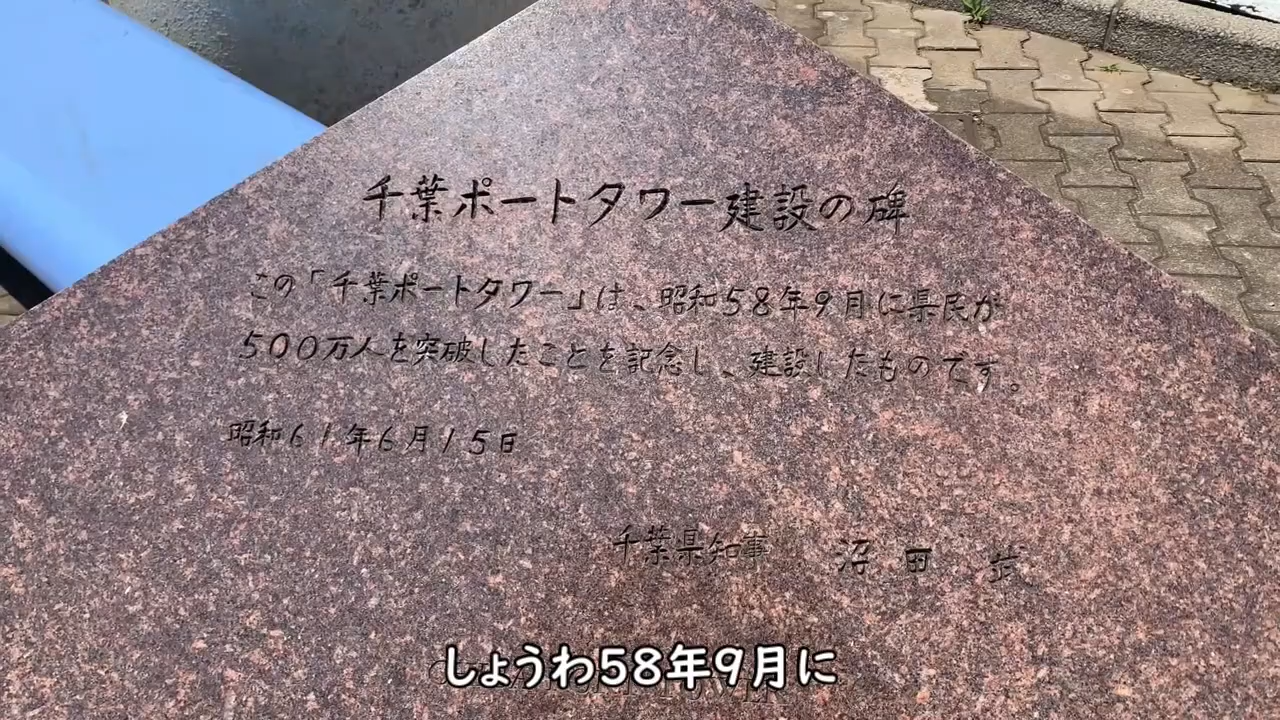 千葉ポートタワー建設の碑
この「千葉ポートタワー」は、昭和58年9月に県民が
500万人を突破したことを記念し、建設したものです。
昭和61年6月15日
千葉県知事 沼田 武
しょうわ58年9月に